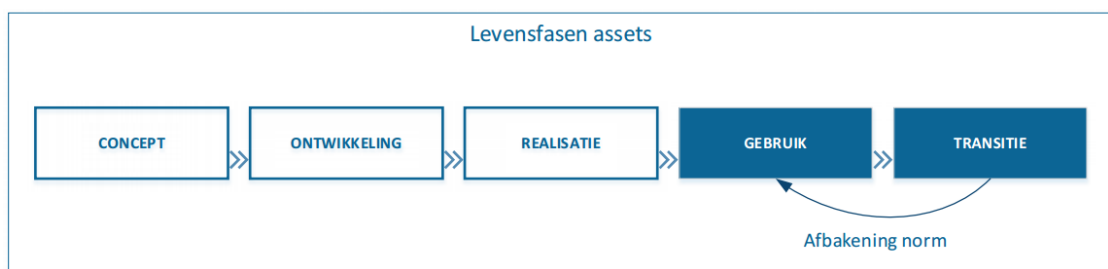 Levensfasen assets
CONCEPT
ONTWIKKELING
REALISATIE
GEBRUIK
TRANSITIE
Afbakening norm